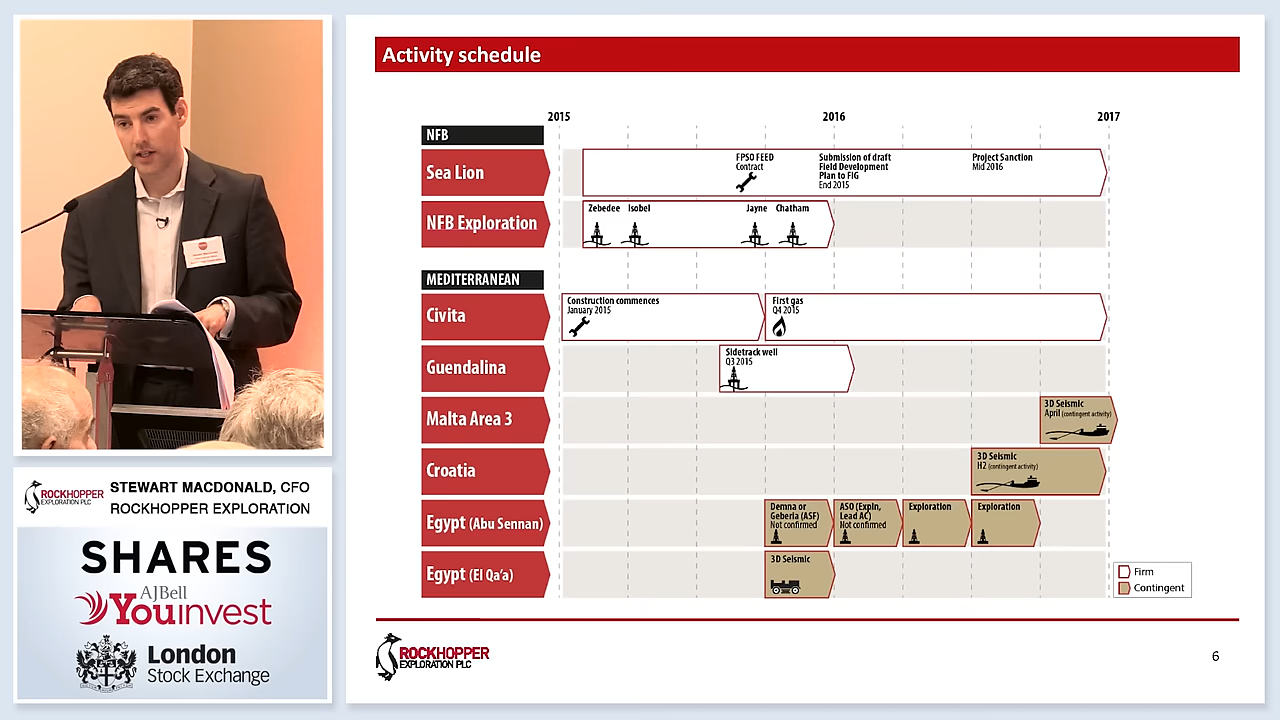 Activity schedule
2015
2016
2017
NFB
Sea Lion
FPSO FEED
Contract
Submission of draft
Field Development
Plan to FIG
End 2015
Project Sanction
Mid 2016
NFB Exploration
Zebedee
Isobel
Jayne
Chatham
MEDITERRANEAN
Civita
Construction commences
January 2015
First gas
Q4 2015
Guendalina
Sidetrack well
Q3 2015
Malta Area 3
3D Seismic
April (contingent activity)
Croatia
3D Seismic
H2 (contingent activity)
Egypt (Abu Sennan)
Demna or
Geberia (ASF)
Not confirmed
ASO (Expln,
Lead AC)
Not confirmed
Exploration
Exploration
Egypt (El Qa'a)
3D Seismic
Firm
Contingent
ROCKHOPPER
EXPLORATION PLC
6
ROCKHOPPER
EXPLORATION PLC
STEWART MACDONALD, CFO
ROCKHOPPER EXPLORATION
SHARES
AJBell
Youinvest
London
Stock Exchange